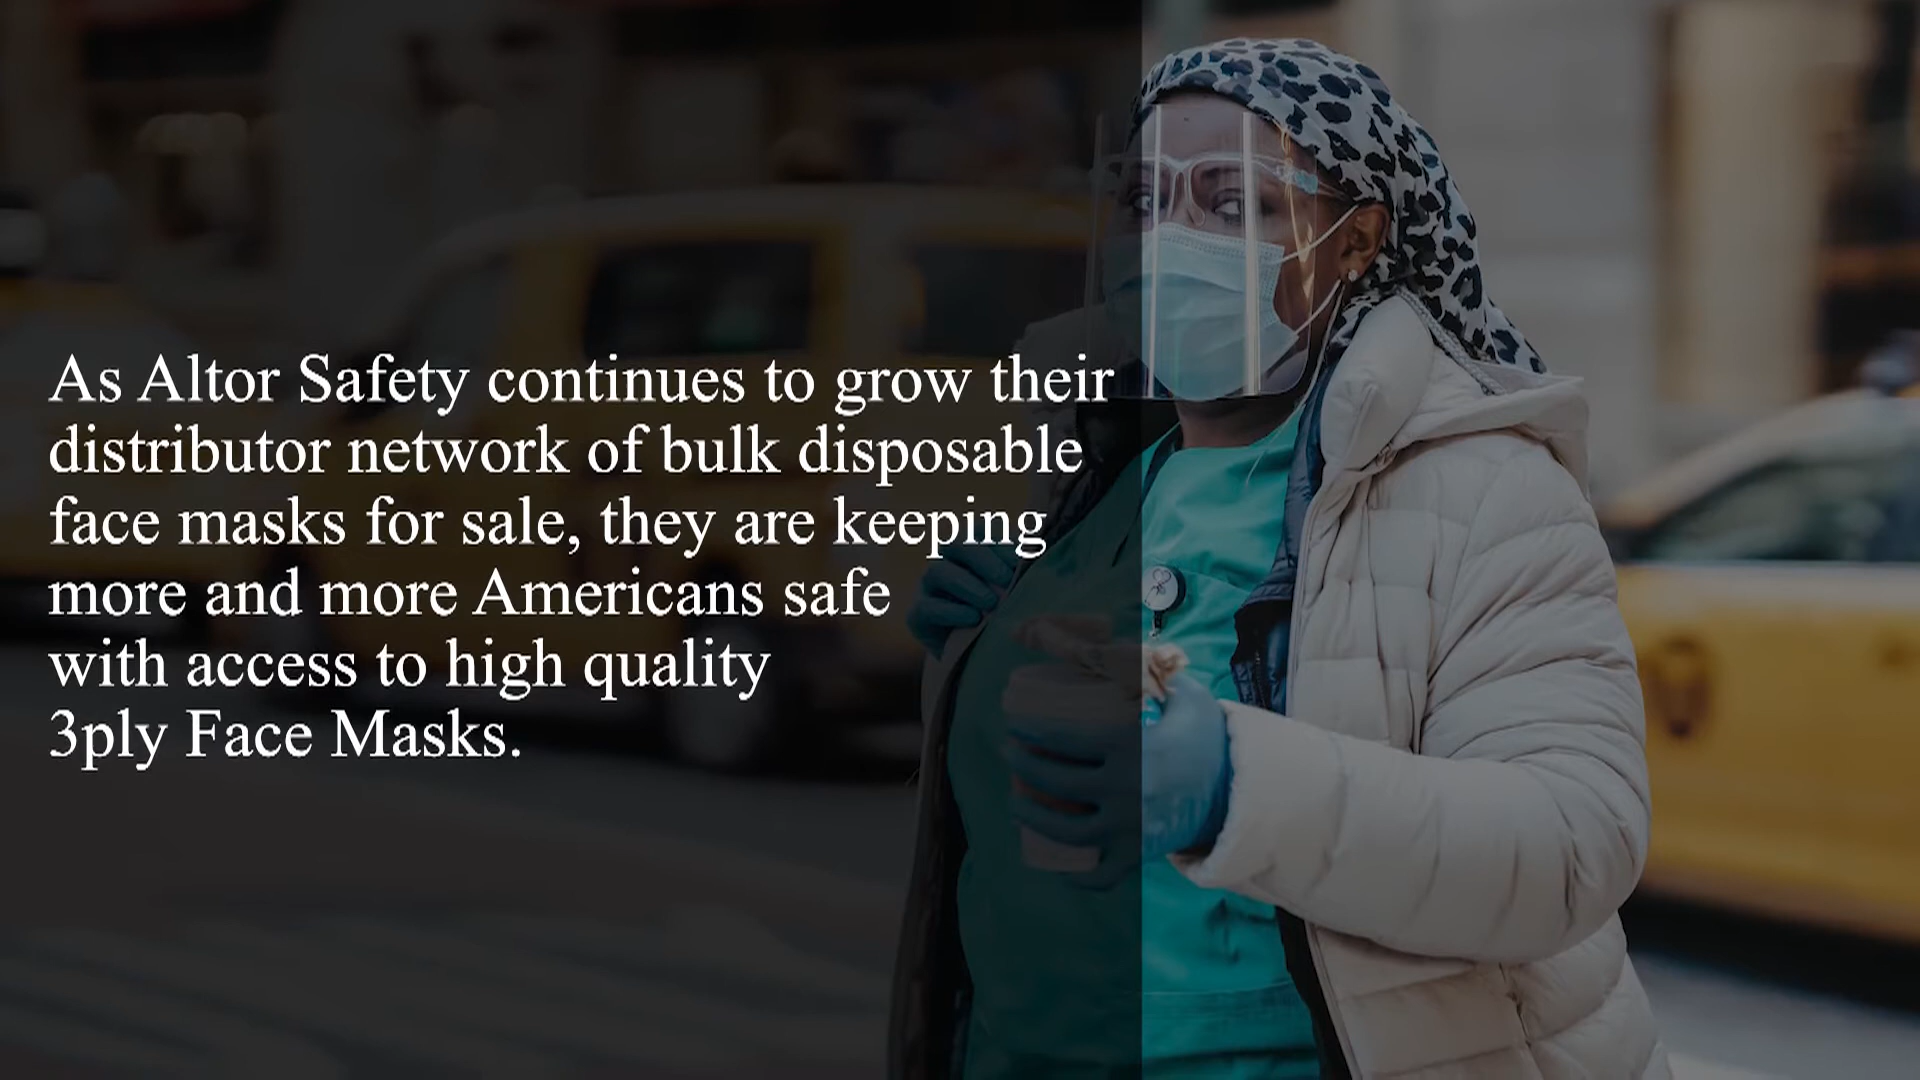 As Altor Safety continues to grow their
distributor network of bulk disposable
face masks for sale, they are keeping
more and more Americans safe
with access to high quality
3ply Face Masks.